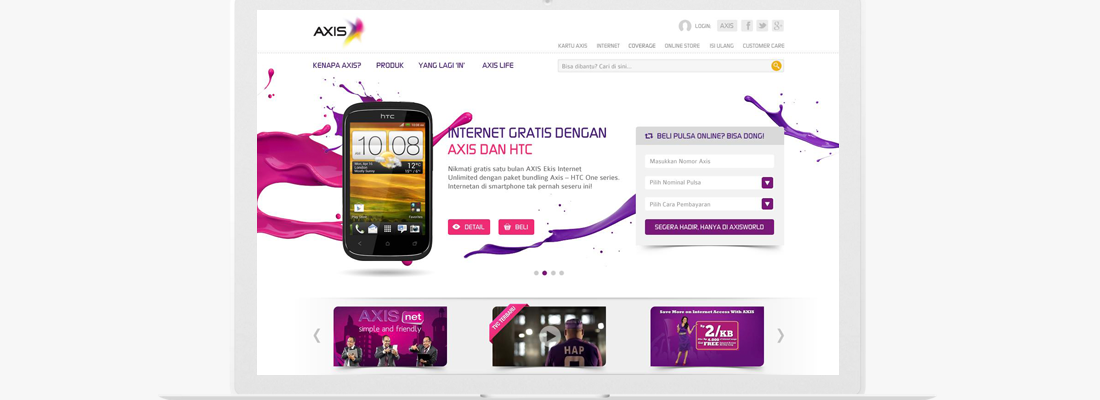 AXIS
LOGIN:
AXIS
KARTU AXIS INTERNET COVERAGE ONLINE STORE ISI ULANG CUSTOMER CARE
KENAPA AXIS? PRODUK YANG LAGI 'IN' AXIS LIFE
Bisa dibantu? Cari di sini...
htc
10 08
12°C
INTERNET GRATIS DENGAN
AXIS DAN HTC
Nikmati gratis satu bulan AXIS Ekis Internet
Unlimited dengan paket bundling Axis – HTC One series.
Internetan di smartphone tak pernah seseru ini!
DETAIL BELI
BELI PULSA ONLINE? BISA DONG!
Masukkan Nomor Axis
Pilih Nominal Pulsa
Pilih Cara Pembayaran
SEGERA HADIR, HANYA DI AXISWORLD
AXIS net
simple and friendly
TVC TERBARU
HAP
Save More on Internet Access With AXIS
Rp 2/KB
FREE